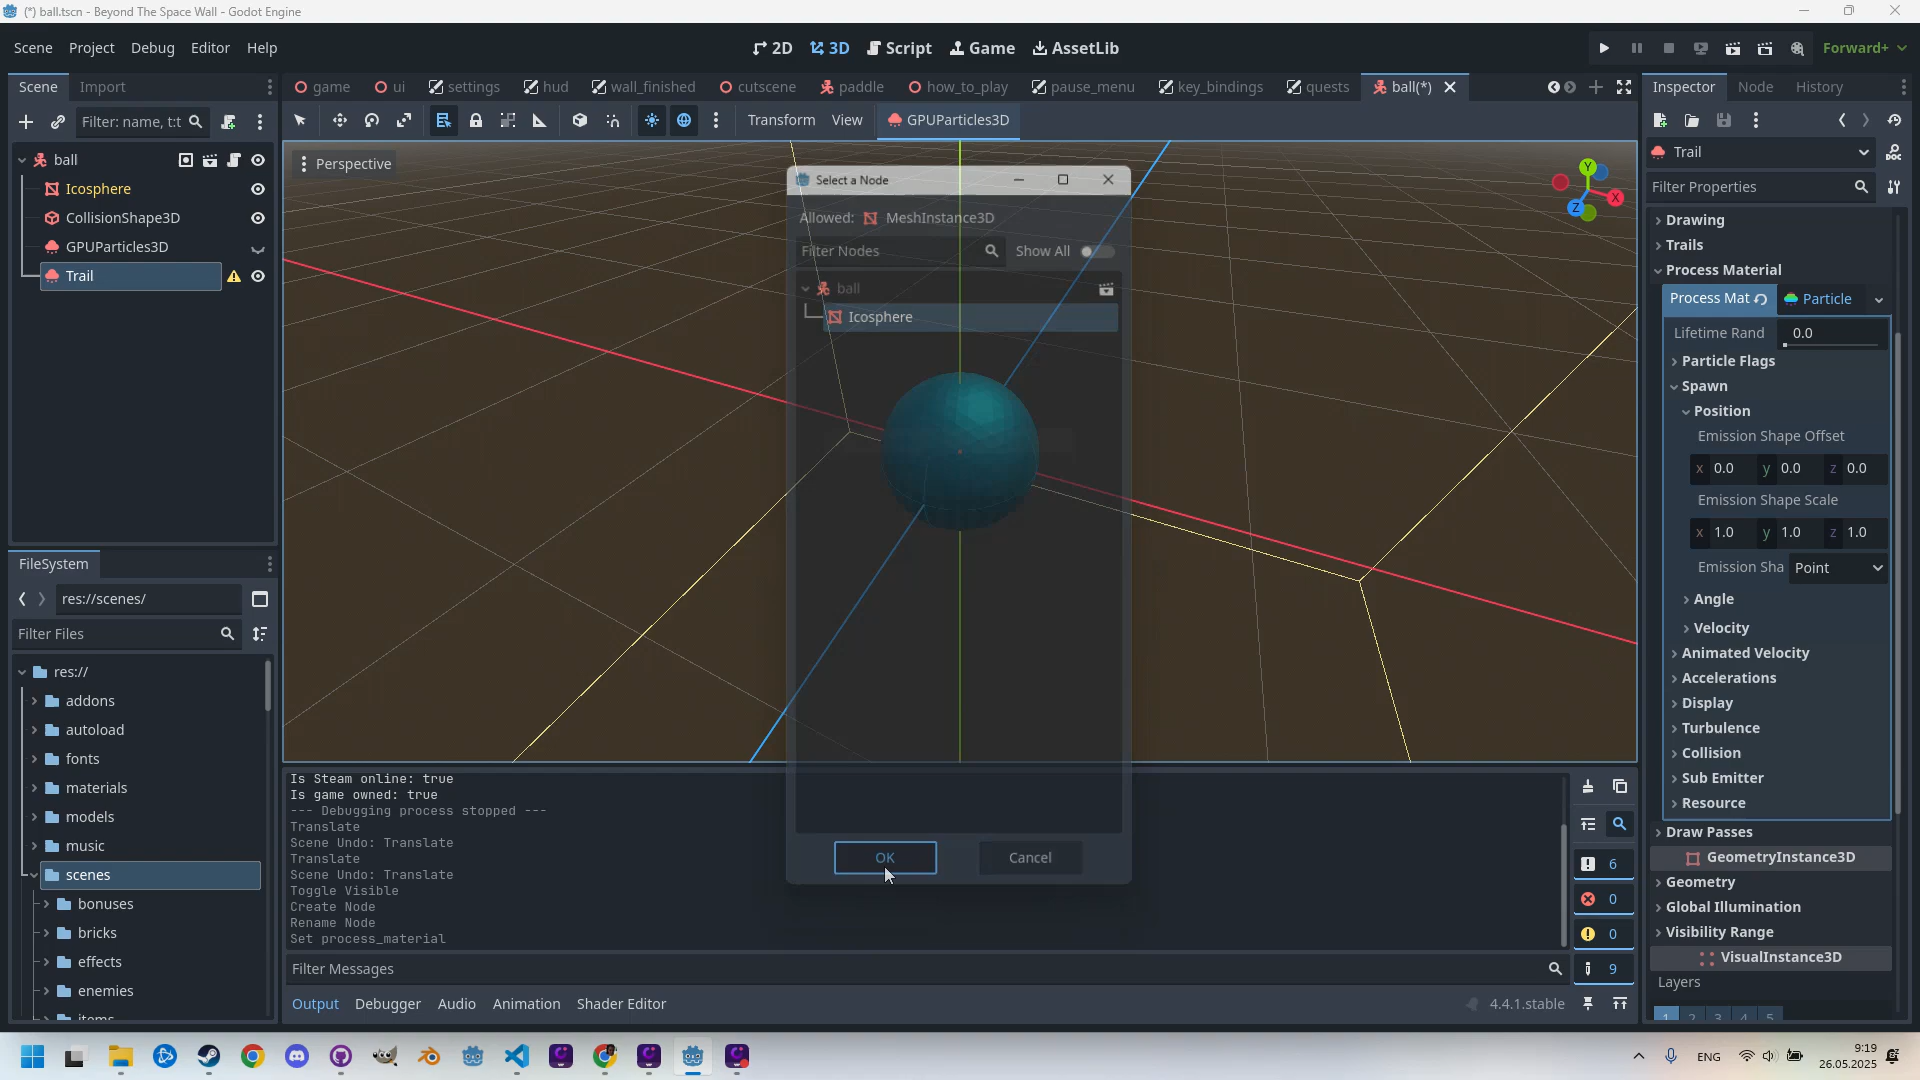 (*) ball.tscn - Beyond The Space Wall - Godot Engine
Scene Project Debug Editor Help
2D 3D Script Game AssetLib
Forward+
Scene Import
game ui settings hud wall_finished cutscene paddle how_to_play pause_menu key_bindings quests ball(*)
Inspector Node History
Filter: name, t:t
Transform View GPUParticles3D
ball
Icosphere
CollisionShape3D
GPUParticles3D
Trail
Perspective
Y
X
Z
Select a Node
Allowed: MeshInstance3D
Filter Nodes
Show All
ball
Icosphere
OK
Cancel
Trail
Filter Properties
Drawing
Trails
Process Material
Process Mat
Particle
Lifetime Rand 0.0
Particle Flags
Spawn
Position
Emission Shape Offset
x 0.0 y 0.0 z 0.0
Emission Shape Scale
x 1.0 y 1.0 z 1.0
Emission Sha Point
Angle
Velocity
Animated Velocity
Accelerations
Display
Turbulence
Collision
Sub Emitter
Resource
Draw Passes
GeometryInstance3D
Geometry
Global Illumination
Visibility Range
VisualInstance3D
Layers
1 2 3 4 5
FileSystem
res://scenes/
Filter Files
res://
addons
autoload
fonts
materials
models
music
scenes
bonuses
bricks
effects
enemies
items
Is Steam online: true
Is game owned: true
--- Debugging process stopped ---
Translate
Scene Undo: Translate
Translate
Scene Undo: Translate
Toggle Visible
Create Node
Rename Node
Set process_material
6
0
0
9
Filter Messages
Output Debugger Audio Animation Shader Editor
4.4.1.stable
ENG
9:19
26.05.2025